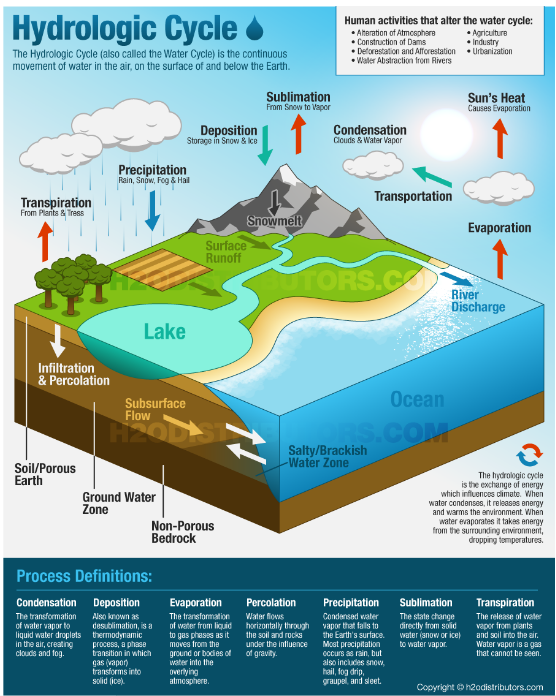 Hydrologic Cycle
The Hydrologic Cycle (also called the Water Cycle) is the continuous
movement of water in the air, on the surface of and below the Earth.
Human activities that alter the water cycle:
• Alteration of Atmosphere
• Construction of Dams
• Deforestation and Afforestation
• Water Abstraction from Rivers
• Agriculture
• Industry
• Urbanization
Sublimation
From Snow to Vapor
Sun's Heat
Causes Evaporation
Deposition
Storage in Snow & Ice
Condensation
Clouds & Water Vapor
Precipitation
Rain, Snow, Fog & Hail
Transportation
Transpiration
From Plants & Trees
Snowmelt
Evaporation
Surface
Runoff
H2ODISTRIBUTORS.COM
River
Discharge
Lake
Infiltration
& Percolation
Subsurface
Flow
Ocean
H2ODISTRIBUTORS.COM
Salty/Brackish
Water Zone
Soil/Porous
Earth
Ground Water
Zone
Non-Porous
Bedrock
The hydrologic cycle
is the exchange of energy
which influences climate. When
water condenses, it releases energy
and warms the environment. When
water evaporates it takes energy
from the surrounding environment,
dropping temperatures.
Process Definitions:
Condensation
The transformation
of water vapor to
liquid water droplets
in the air, creating
clouds and fog.
Deposition
Also known as
desublimation, is a
thermodynamic
process, a phase
transition in which
gas (vapor)
transforms into
solid (ice).
Evaporation
The transformation
of water from liquid
to gas phases as it
moves from the
ground or bodies of
water into the
overlying
atmosphere.
Percolation
Water flows
horizontally through
the soil and rocks
under the influence
of gravity.
Precipitation
Condensed water
vapor that falls to
the Earth's surface.
Most precipitation
occurs as rain, but
also includes snow,
hail, fog drip,
graupel, and sleet.
Sublimation
The state change
directly from solid
water (snow or ice)
to water vapor.
Transpiration
The release of water
vapor from plants
and soil into the air.
Water vapor is a gas
that cannot be seen.
Copyright © h2odistributors.com